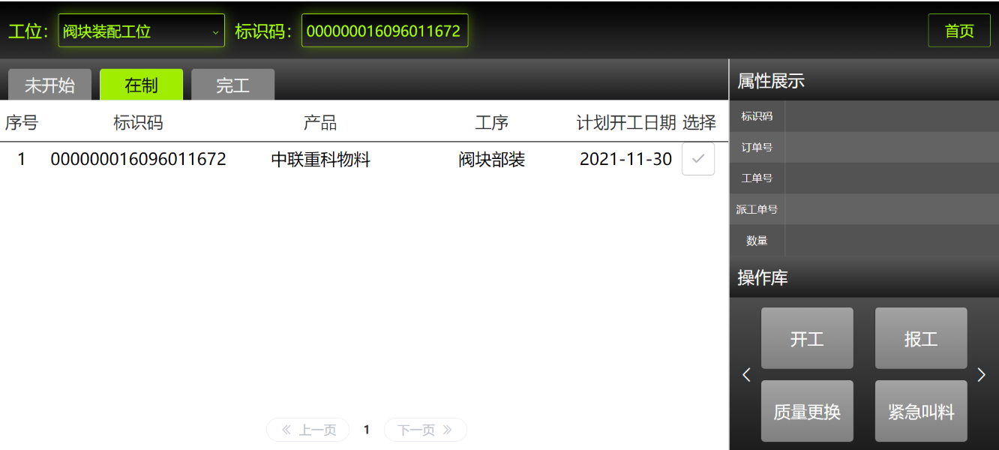 工位: 阀块装配工位 标识码: 000000016096011672 首页
未开始 在制 完工
序号 标识码 产品 工序 计划开工日期 选择
1 000000016096011672 中联重科物料 阀块部装 2021-11-30
上一页 1 下一页
属性展示
标识码
订单号
工单号
派工单号
数量
操作库
开工 报工
质量更换 紧急叫料